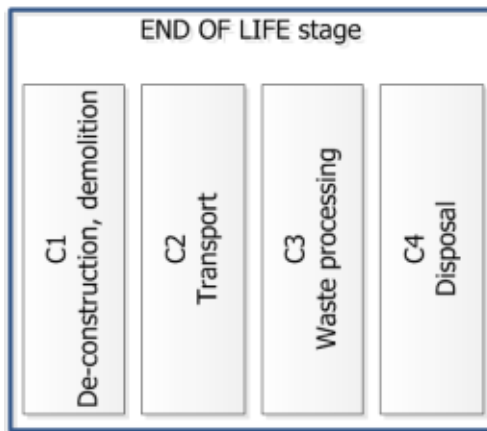 END OF LIFE stage
C1
De-construction, demolition
C2
Transport
C3
Waste processing
C4
Disposal